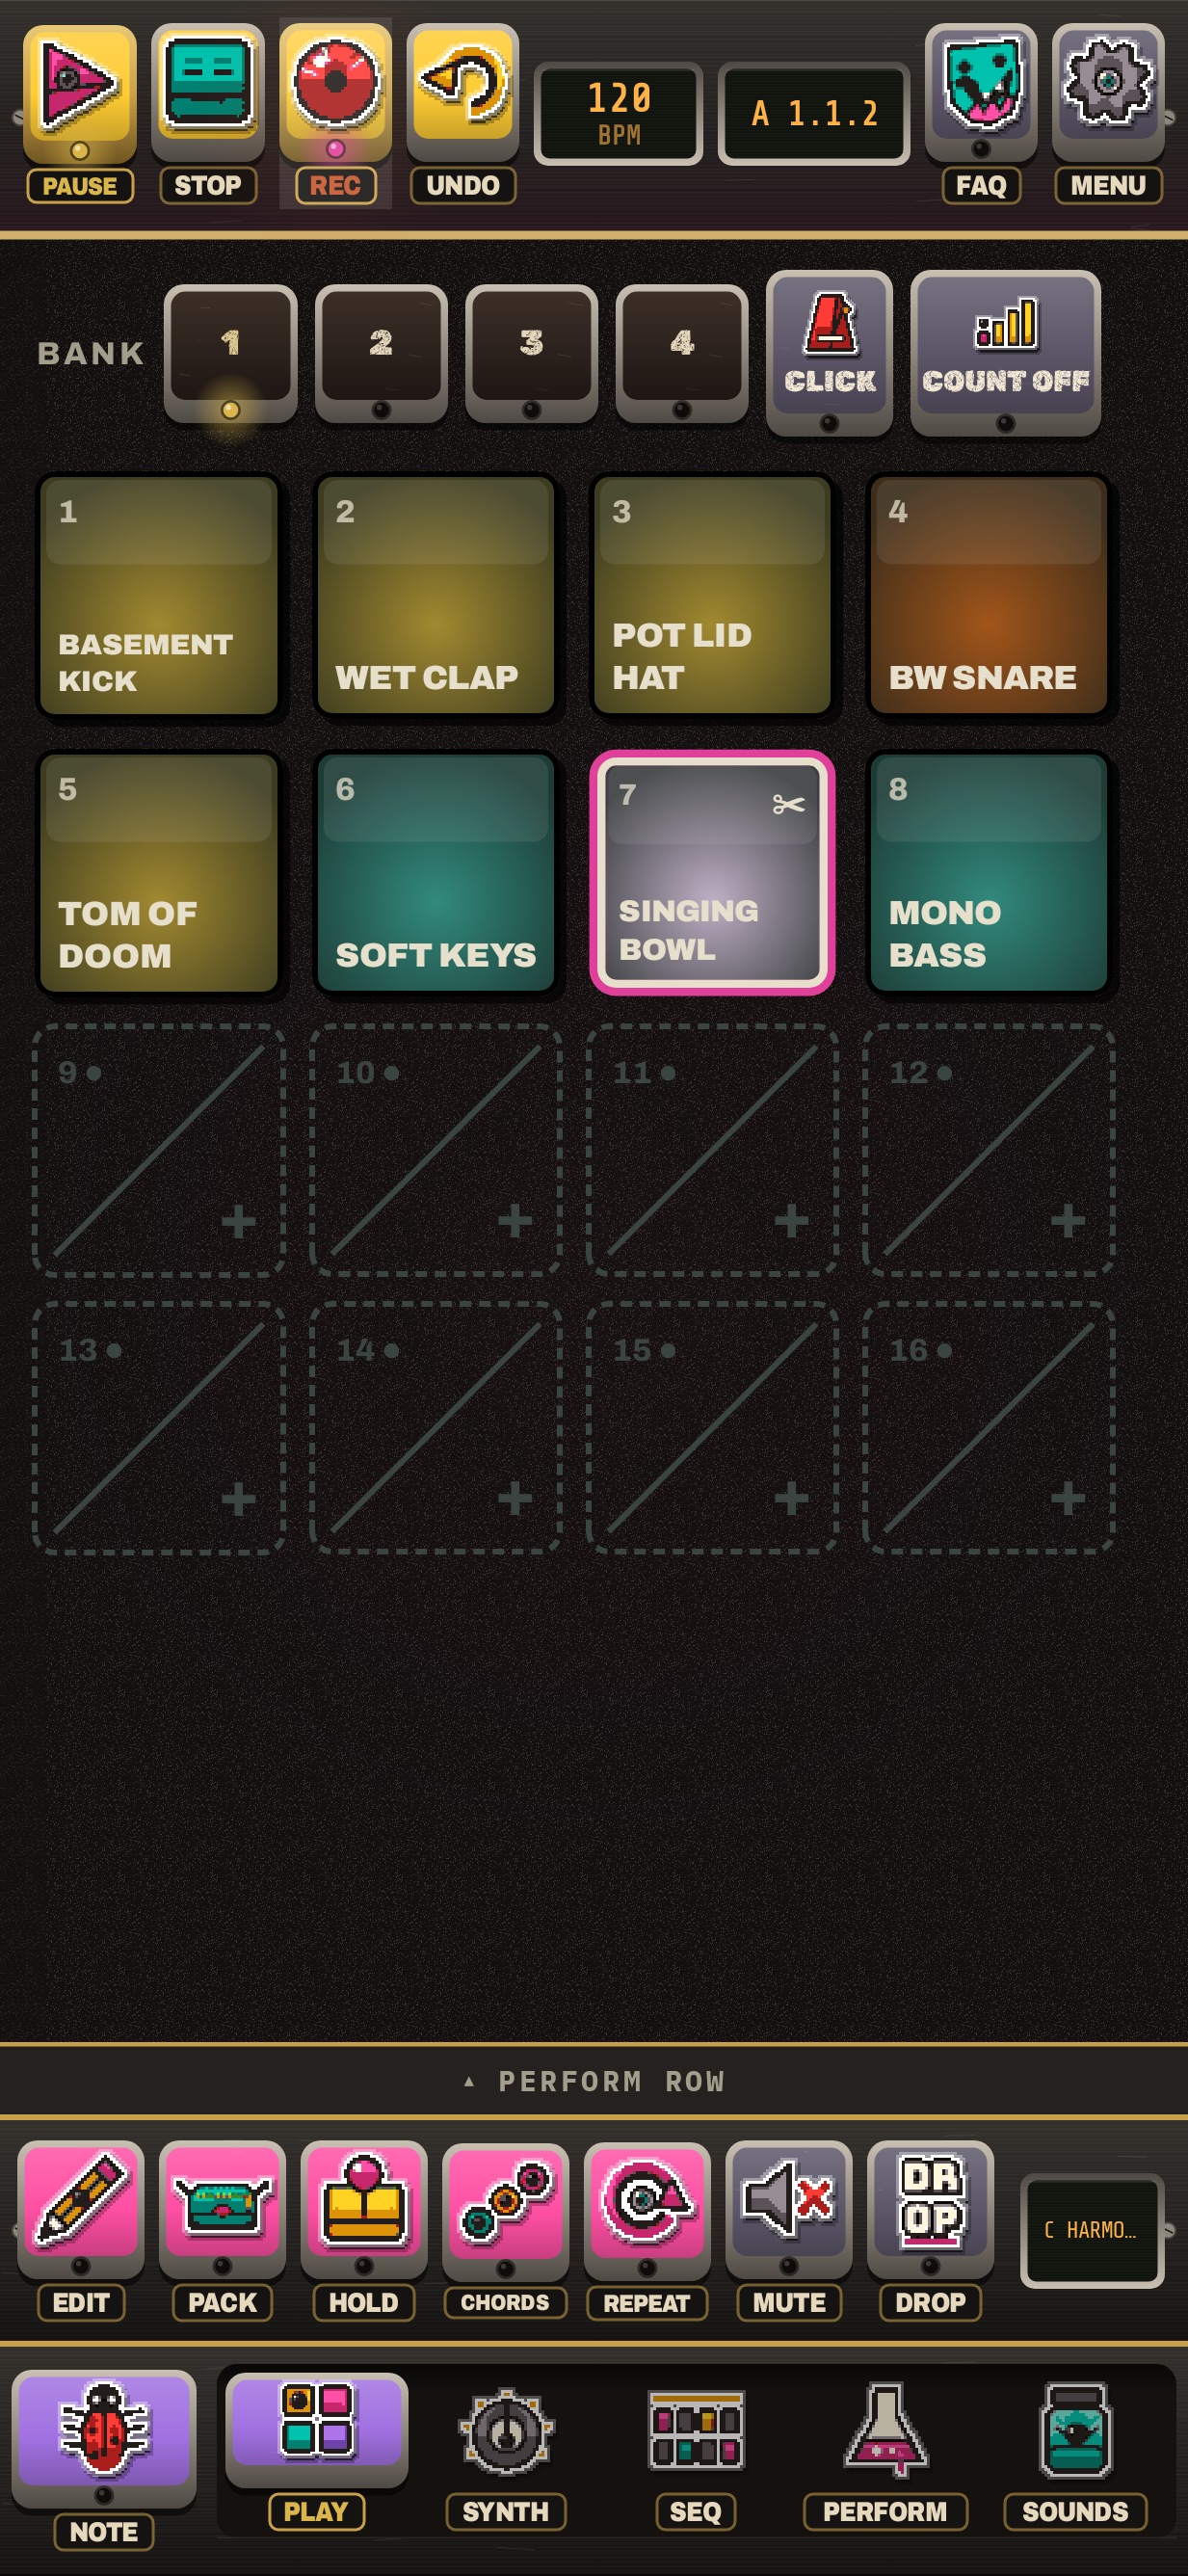 120
BPM
A 1.1.2
PAUSE
STOP
REC
UNDO
FAQ
MENU
BANK
1
2
3
4
CLICK
COUNT OFF
1
BASEMENT
KICK
2
WET CLAP
3
POT LID
HAT
4
BW SNARE
5
TOM OF
DOOM
6
SOFT KEYS
7
SINGING
BOWL
8
MONO
BASS
9
10
11
12
13
14
15
16
PERFORM ROW
DR
OP
C HARMO…
EDIT
PACK
HOLD
CHORDS
REPEAT
MUTE
DROP
NOTE
PLAY
SYNTH
SEQ
PERFORM
SOUNDS